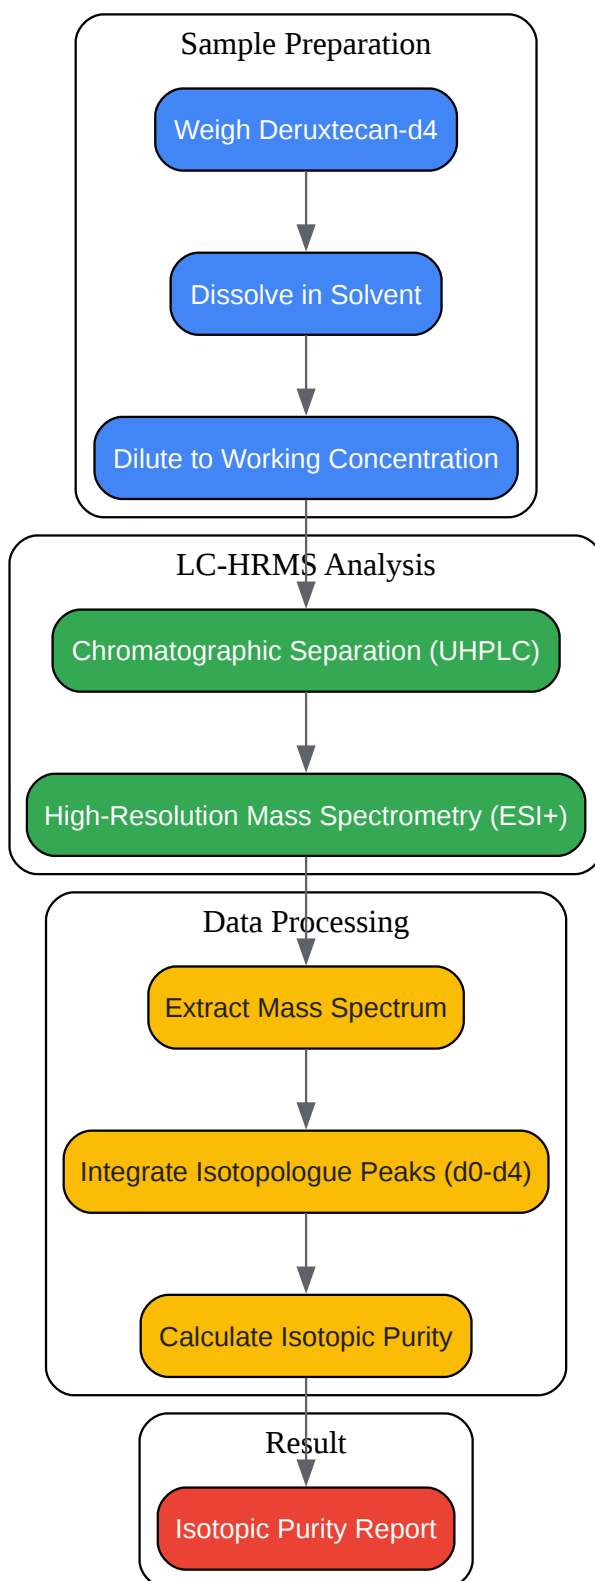 Sample Preparation
Weigh Deruxtecan-d4
Dissolve in Solvent
Dilute to Working Concentration
LC-HRMS Analysis
Chromatographic Separation (UHPLC)
High-Resolution Mass Spectrometry (ESI+)
Data Processing
Extract Mass Spectrum
Integrate Isotopologue Peaks (d0-d4)
Calculate Isotopic Purity
Result
Isotopic Purity Report